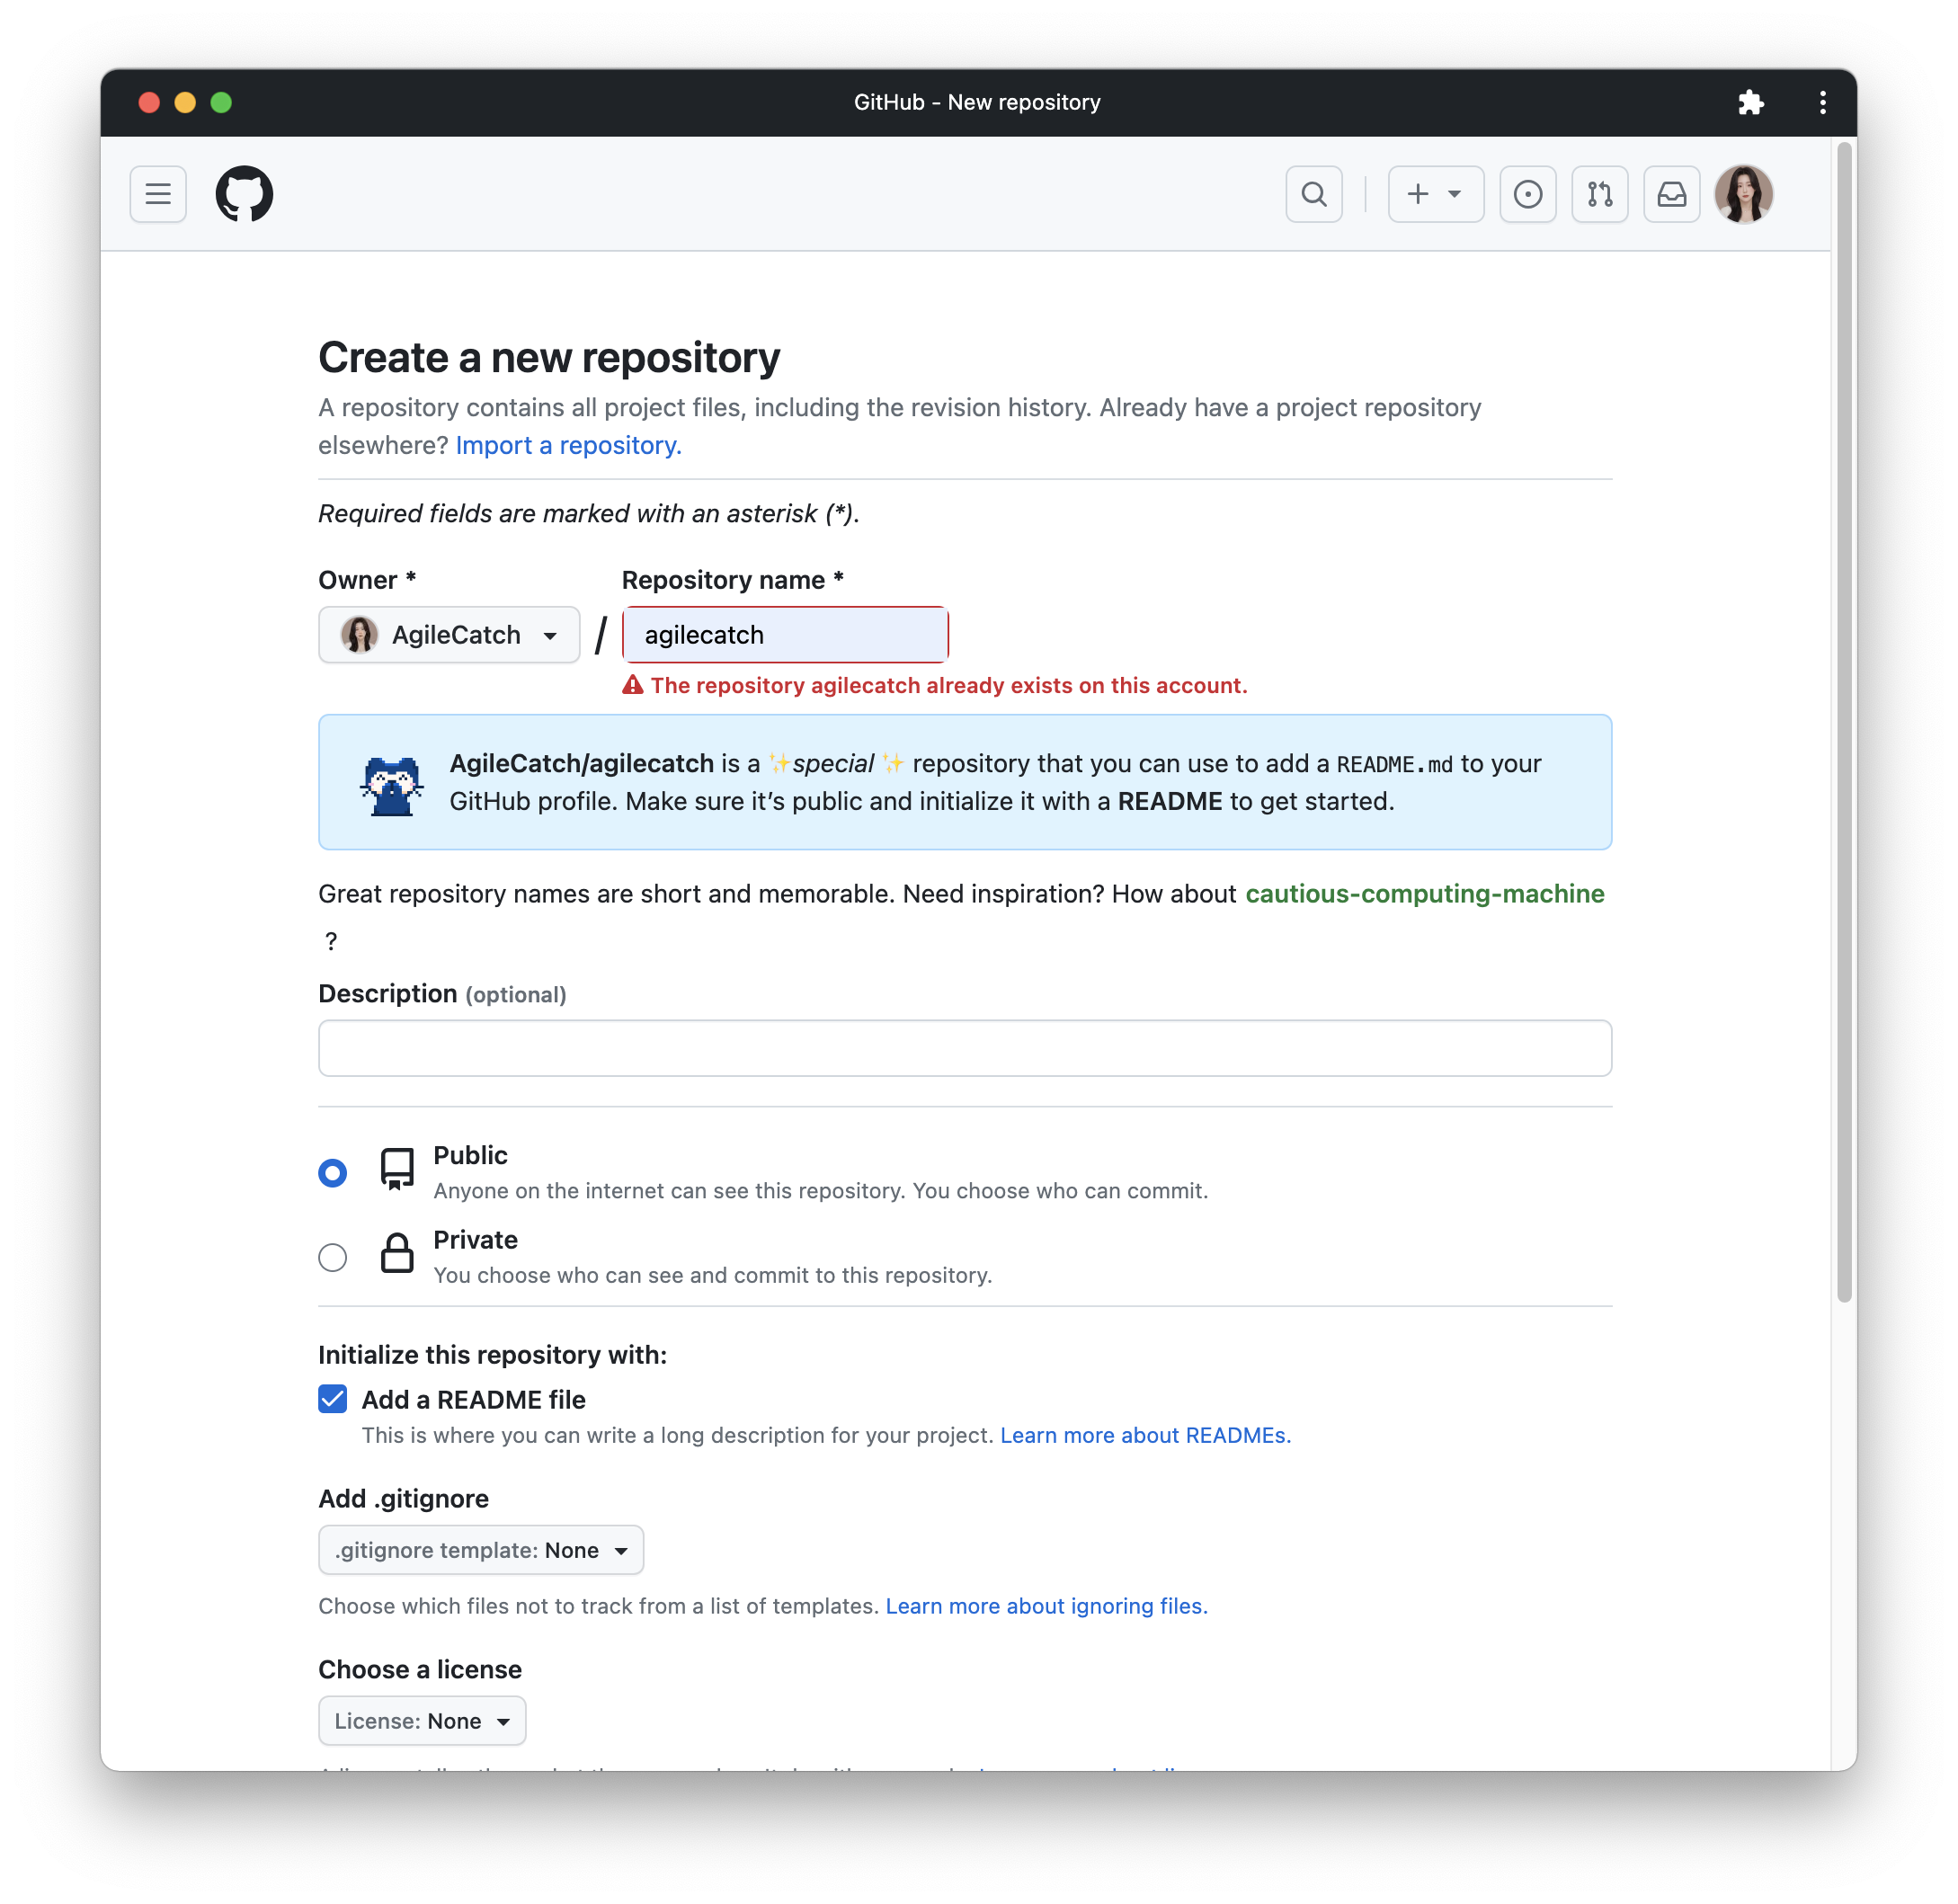 GitHub - New repository
Create a new repository
A repository contains all project files, including the revision history. Already have a project repository
elsewhere? Import a repository.
Required fields are marked with an asterisk (*).
Owner *
Repository name *
AgileCatch / agilecatch
The repository agilecatch already exists on this account.
AgileCatch/agilecatch is a ✨special ✨ repository that you can use to add a README.md to your
GitHub profile. Make sure it’s public and initialize it with a README to get started.
Great repository names are short and memorable. Need inspiration? How about cautious-computing-machine
?
Description (optional)
Public
Anyone on the internet can see this repository. You choose who can commit.
Private
You choose who can see and commit to this repository.
Initialize this repository with:
Add a README file
This is where you can write a long description for your project. Learn more about READMEs.
Add .gitignore
.gitignore template: None
Choose which files not to track from a list of templates. Learn more about ignoring files.
Choose a license
License: None